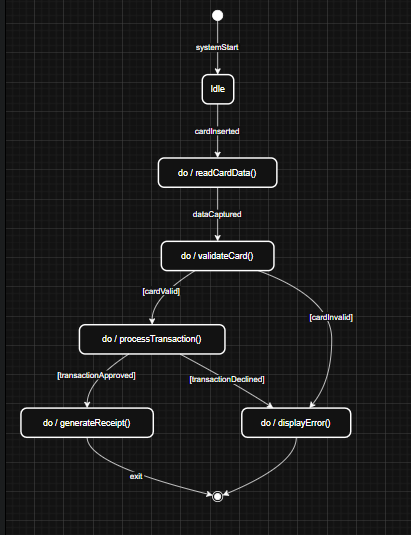 systemStart
Idle
cardInserted
do / readCardData()
dataCaptured
do / validateCard()
[cardValid]
[cardInvalid]
do / processTransaction()
[transactionApproved]
[transactionDeclined]
do / generateReceipt()
do / displayError()
exit